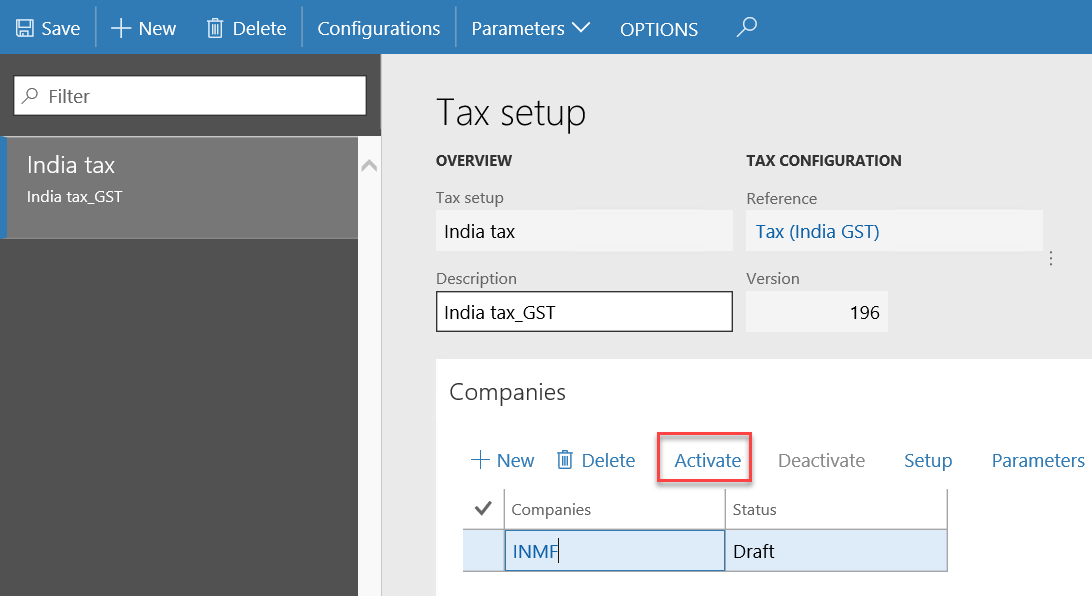 Save New Delete Configurations Parameters OPTIONS
Filter
India tax
India tax_GST
Tax setup
OVERVIEW
Tax setup
India tax
Description
India tax_GST
TAX CONFIGURATION
Reference
Tax (India GST)
Version
196
Companies
New Delete Activate Deactivate Setup Parameters
Companies Status
INMF Draft